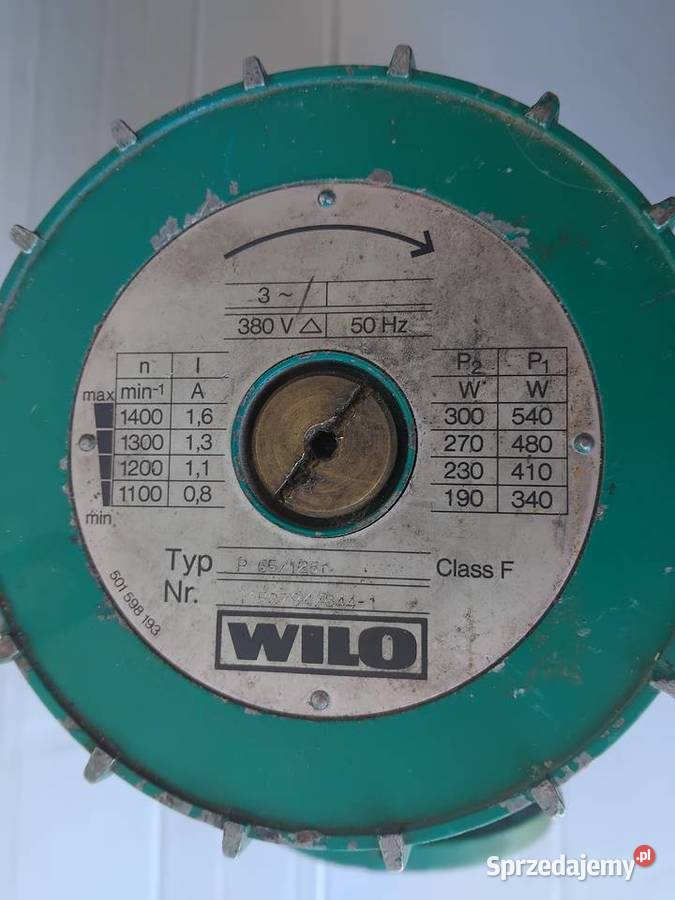 3 ~
380 V △ 50 Hz
n I
max min-1 A
1400 1,6
1300 1,3
1200 1,1
1100 0,8
min
P2 P1
W W
300 540
270 480
230 410
190 340
Typ P 65/125r Class F
Nr.
501 598 193
WILO
Sprzedajemy.pl